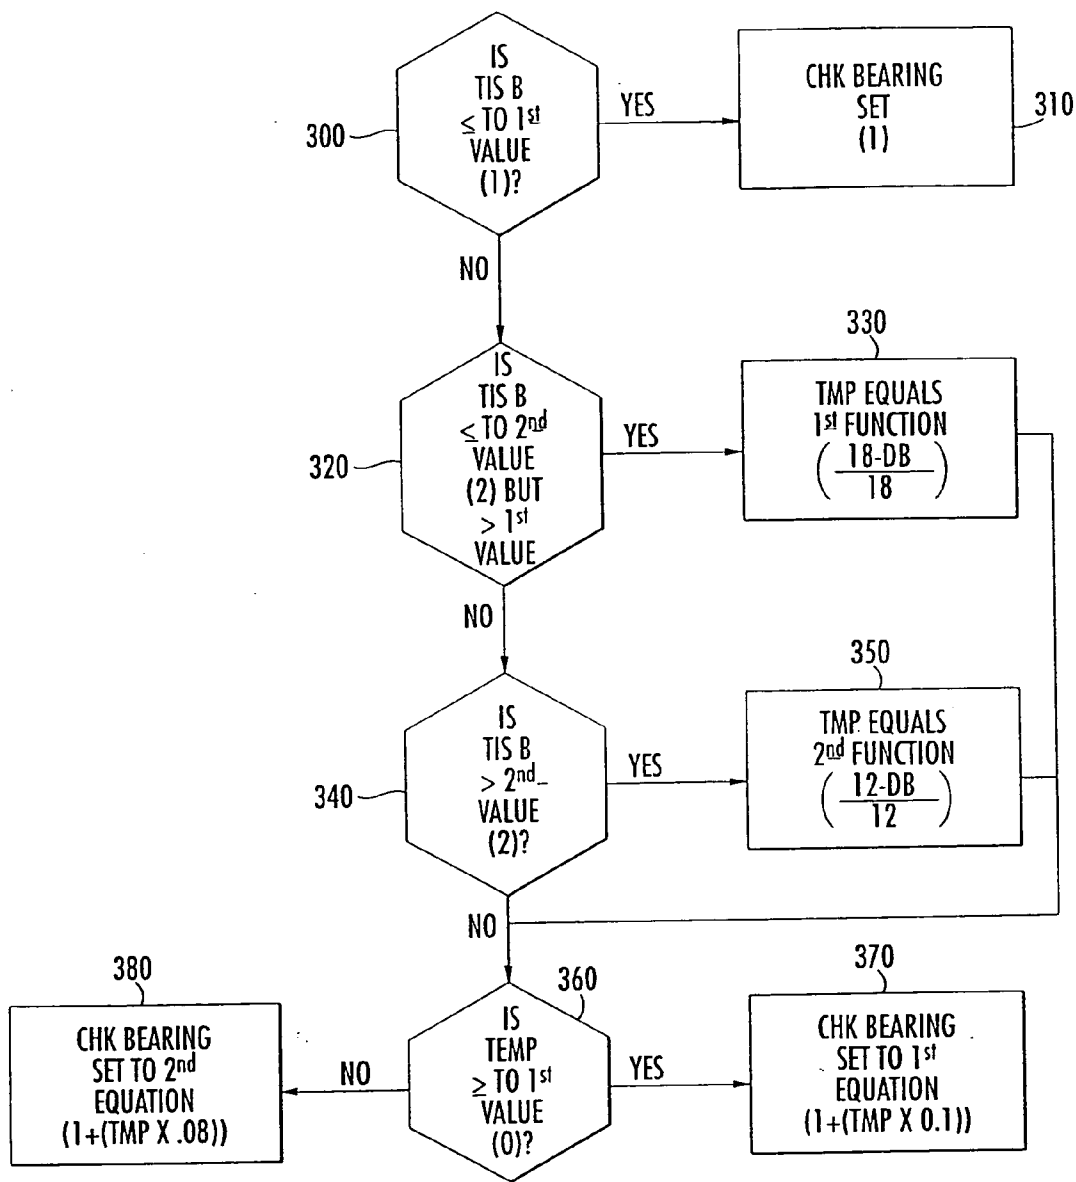 IS
TIS B
≤ TO 1st
VALUE
(1)?
300
YES
CHK BEARING
SET
(1)
310
NO
IS
TIS B
≤ TO 2nd
VALUE
(2) BUT
> 1st
VALUE
320
YES
330
TMP EQUALS
1st FUNCTION
(18-DB
18)
NO
IS
TIS B
> 2nd
VALUE
(2)?
340
YES
350
TMP EQUALS
2nd FUNCTION
(12-DB
12)
NO
360
IS
TEMP
≥ TO 1st
VALUE
(0)?
YES
370
CHK BEARING
SET TO 1st
EQUATION
(1+(TMP X 0.1))
NO
380
CHK BEARING
SET TO 2nd
EQUATION
(1+(TMP X .08))